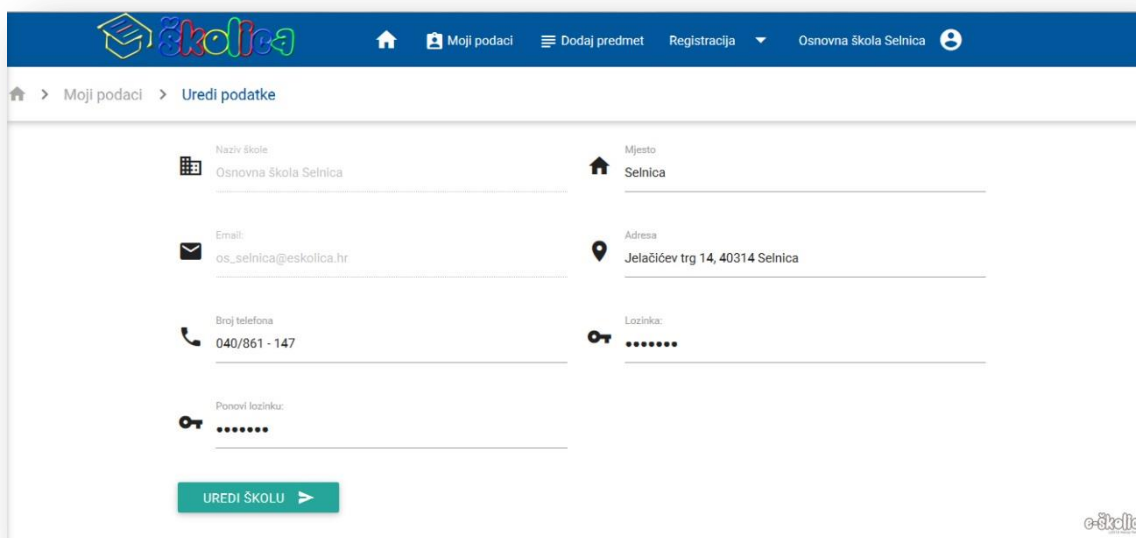 školica
Moji podaci
Dodaj predmet
Registracija
Osnovna škola Selnica
> Moji podaci > Uredi podatke
Naziv škole
Osnovna škola Selnica
Mjesto
Selnica
Email:
os_selnica@eskolica.hr
Adresa
Jelačićev trg 14, 40314 Selnica
Broj telefona
040/861 - 147
Lozinka:
•••••••
Ponovi lozinku:
•••••••
UREDI ŠKOLU